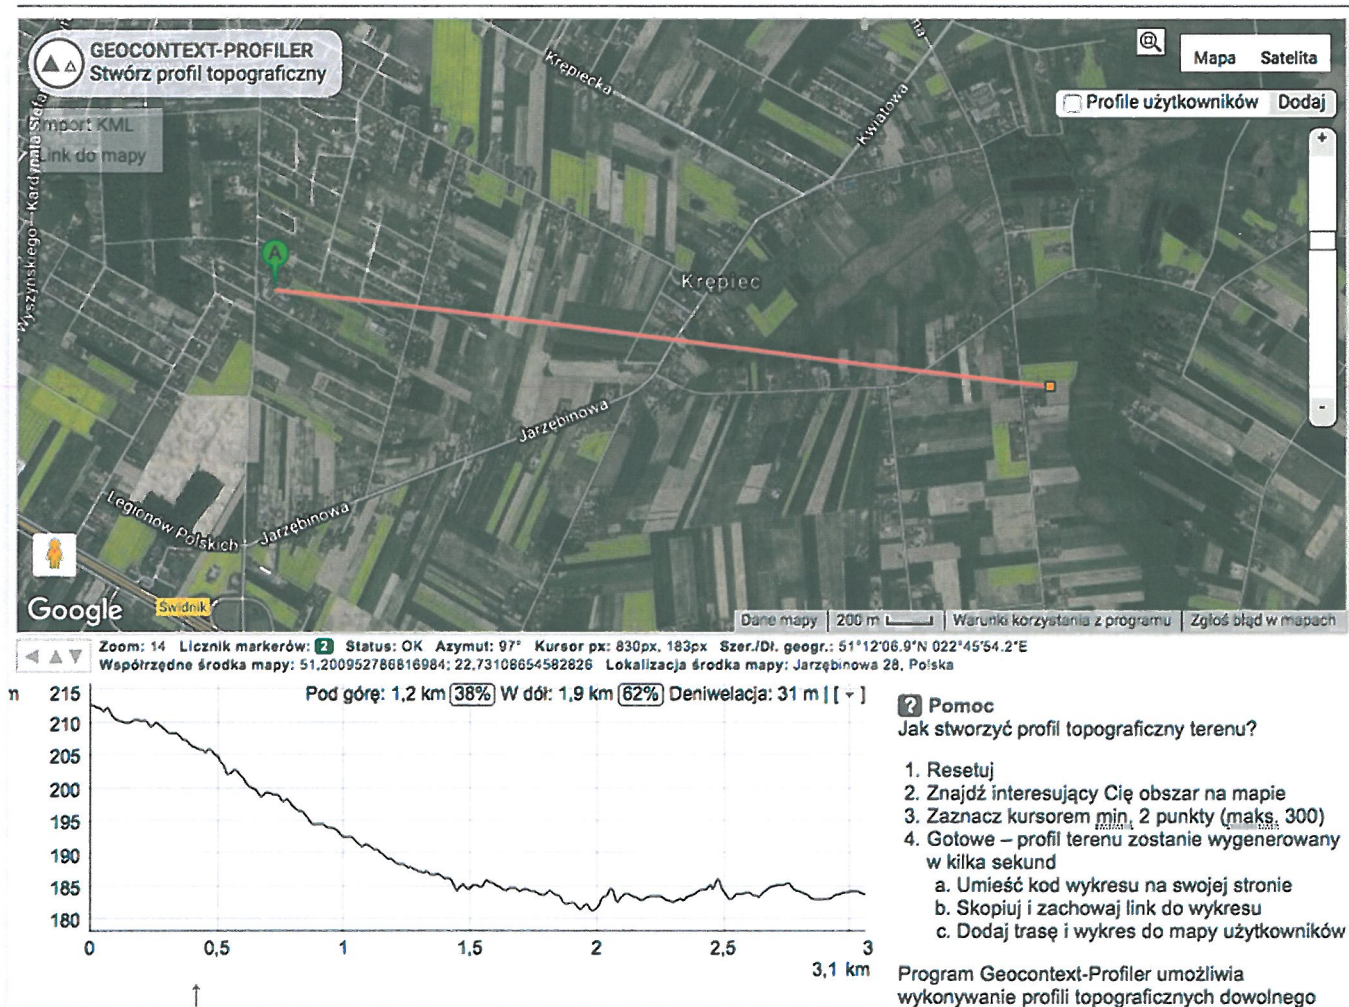 GEOCONTEXT-PROFILER
Stwórz profil topograficzny
Import KML
Link do mapy
Mapa Satelita
Profile użytkowników Dodaj
+
-
Krępiecka
Kwiatowa
Wyszyńskiego Kardynała Stefa
A
Krępiec
Jarzębinowa
Legionów Polskich
Jarzębinowa
Google
Świdnik
Dane mapy 200 m Warunki korzystania z programu Zgłoś błąd w mapach
Zoom: 14 Licznik markerów: 2 Status: OK Azymut: 97° Kursor px: 830px, 183px Szer./Dł. geogr.: 51°12'06.9"N 022°45'54.2"E
Współrzędne środka mapy: 51,200952786816984; 22,73108654582826 Lokalizacja środka mapy: Jarzębinowa 28, Polska
m
Pod górę: 1,2 km 38% W dół: 1,9 km 62% Deniwelacja: 31 m | [ ]
215
210
205
200
195
190
185
180
0 0,5 1 1,5 2 2,5 3
3,1 km
? Pomoc
Jak stworzyć profil topograficzny terenu?
1. Resetuj
2. Znajdź interesujący Cię obszar na mapie
3. Zaznacz kursorem min. 2 punkty (maks. 300)
4. Gotowe – profil terenu zostanie wygenerowany
w kilka sekund
a. Umieść kod wykresu na swojej stronie
b. Skopiuj i zachowaj link do wykresu
c. Dodaj trasę i wykres do mapy użytkowników
Program Geocontext-Profiler umożliwia
wykonywanie profili topograficznych dowolnego